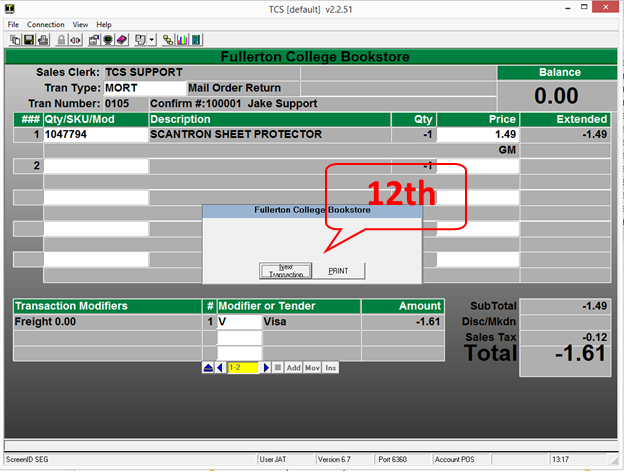 TCS [default] v2.2.51
File Connection View Help
Fullerton College Bookstore
Sales Clerk: TCS SUPPORT
Balance
Tran Type: MORT Mail Order Return
0.00
Tran Number: 0105 Confirm #:100001 Jake Support
### Qty/SKU/Mod Description Qty Price Extended
1 1047794 SCANTRON SHEET PROTECTOR -1 1.49 -1.49
GM
2 -1
12th
Fullerton College Bookstore
Next Transaction PRINT
Transaction Modifiers # Modifier or Tender Amount
Freight 0.00 1 V Visa -1.61
SubTotal -1.49
Disc/Mkdn
Sales Tax -0.12
Total -1.61
1-2 Add Mov Ins
ScreenID SEG User JAT Version 6.7 Port 6360 Account POS 13:17